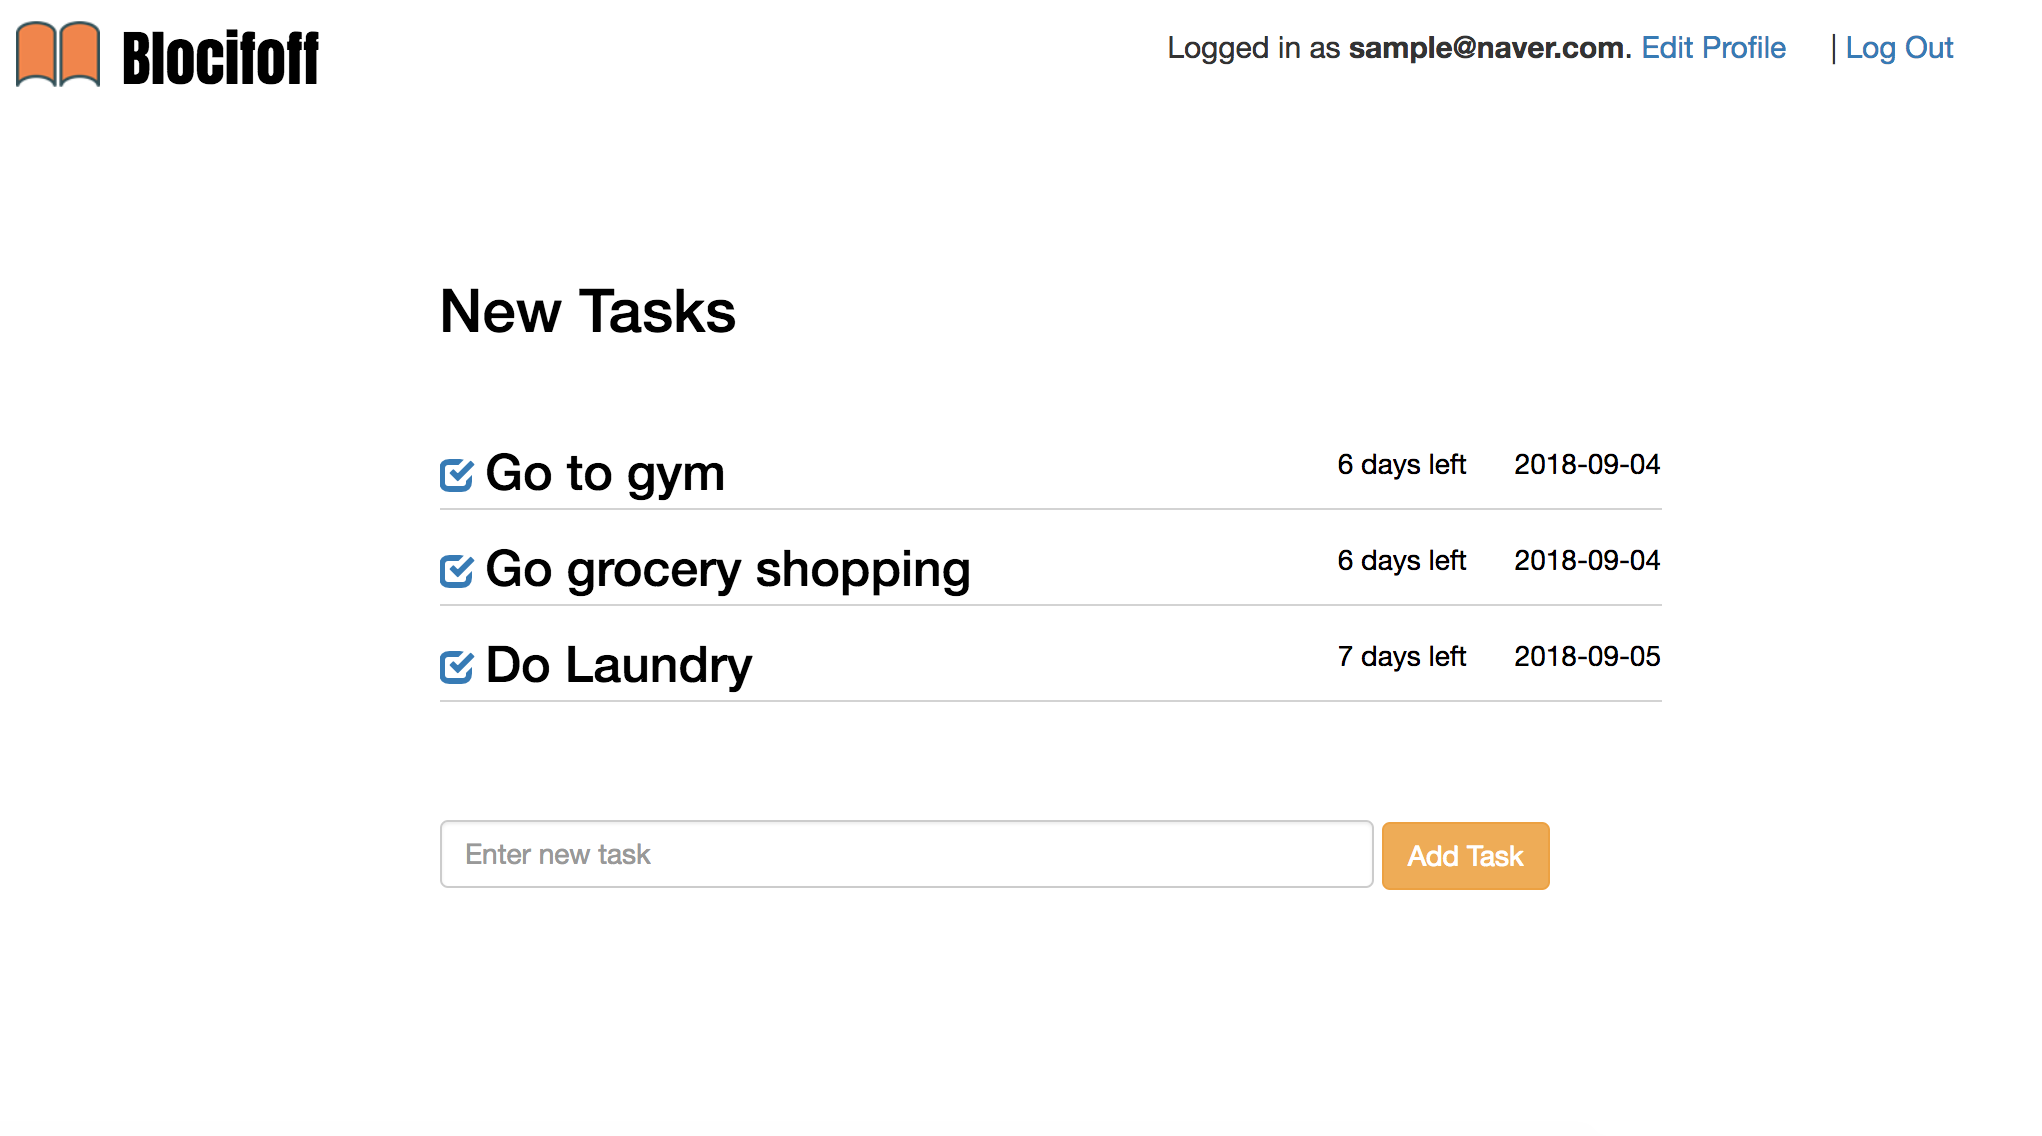 Blocifoff
Logged in as sample@naver.com. Edit Profile | Log Out
New Tasks
Go to gym 6 days left 2018-09-04
Go grocery shopping 6 days left 2018-09-04
Do Laundry 7 days left 2018-09-05
Enter new task Add Task